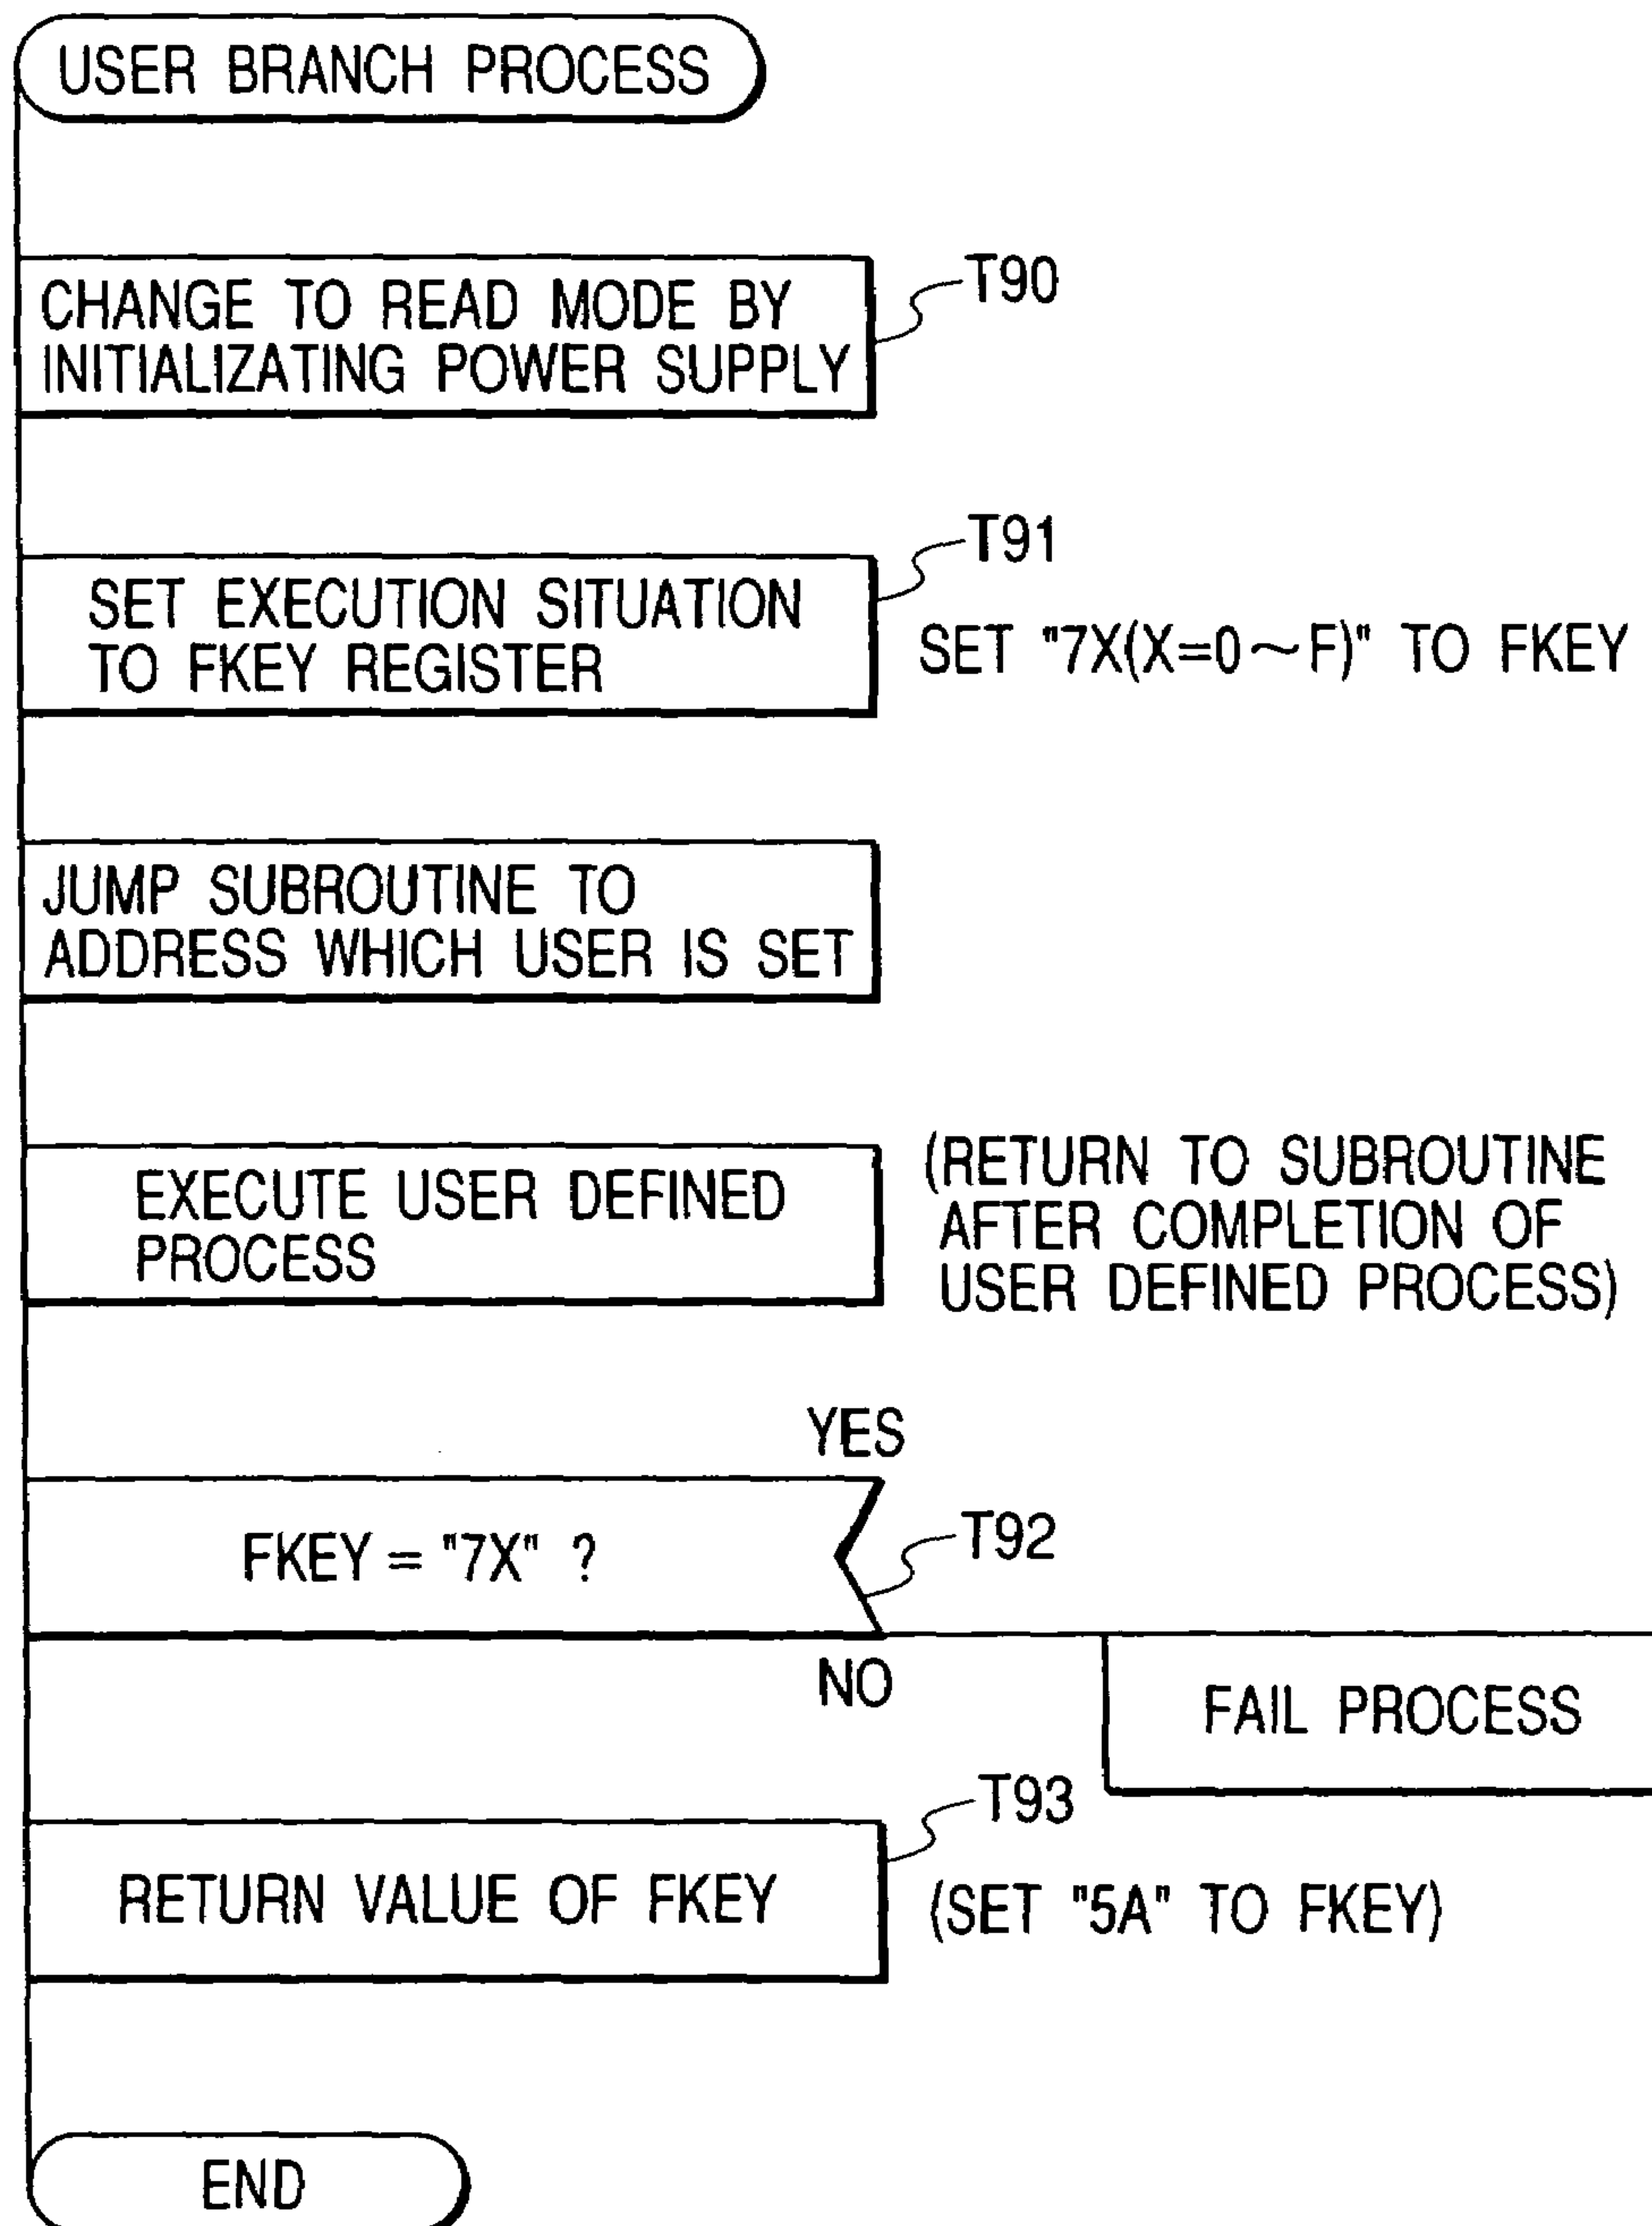 USER BRANCH PROCESS
CHANGE TO READ MODE BY
INITIALIZATING POWER SUPPLY
T90
SET EXECUTION SITUATION
TO FKEY REGISTER
T91
SET "7X(X=0~F)" TO FKEY
JUMP SUBROUTINE TO
ADDRESS WHICH USER IS SET
EXECUTE USER DEFINED
PROCESS
(RETURN TO SUBROUTINE
AFTER COMPLETION OF
USER DEFINED PROCESS)
YES
FKEY = "7X" ?
T92
NO
FAIL PROCESS
T93
RETURN VALUE OF FKEY
(SET "5A" TO FKEY)
END